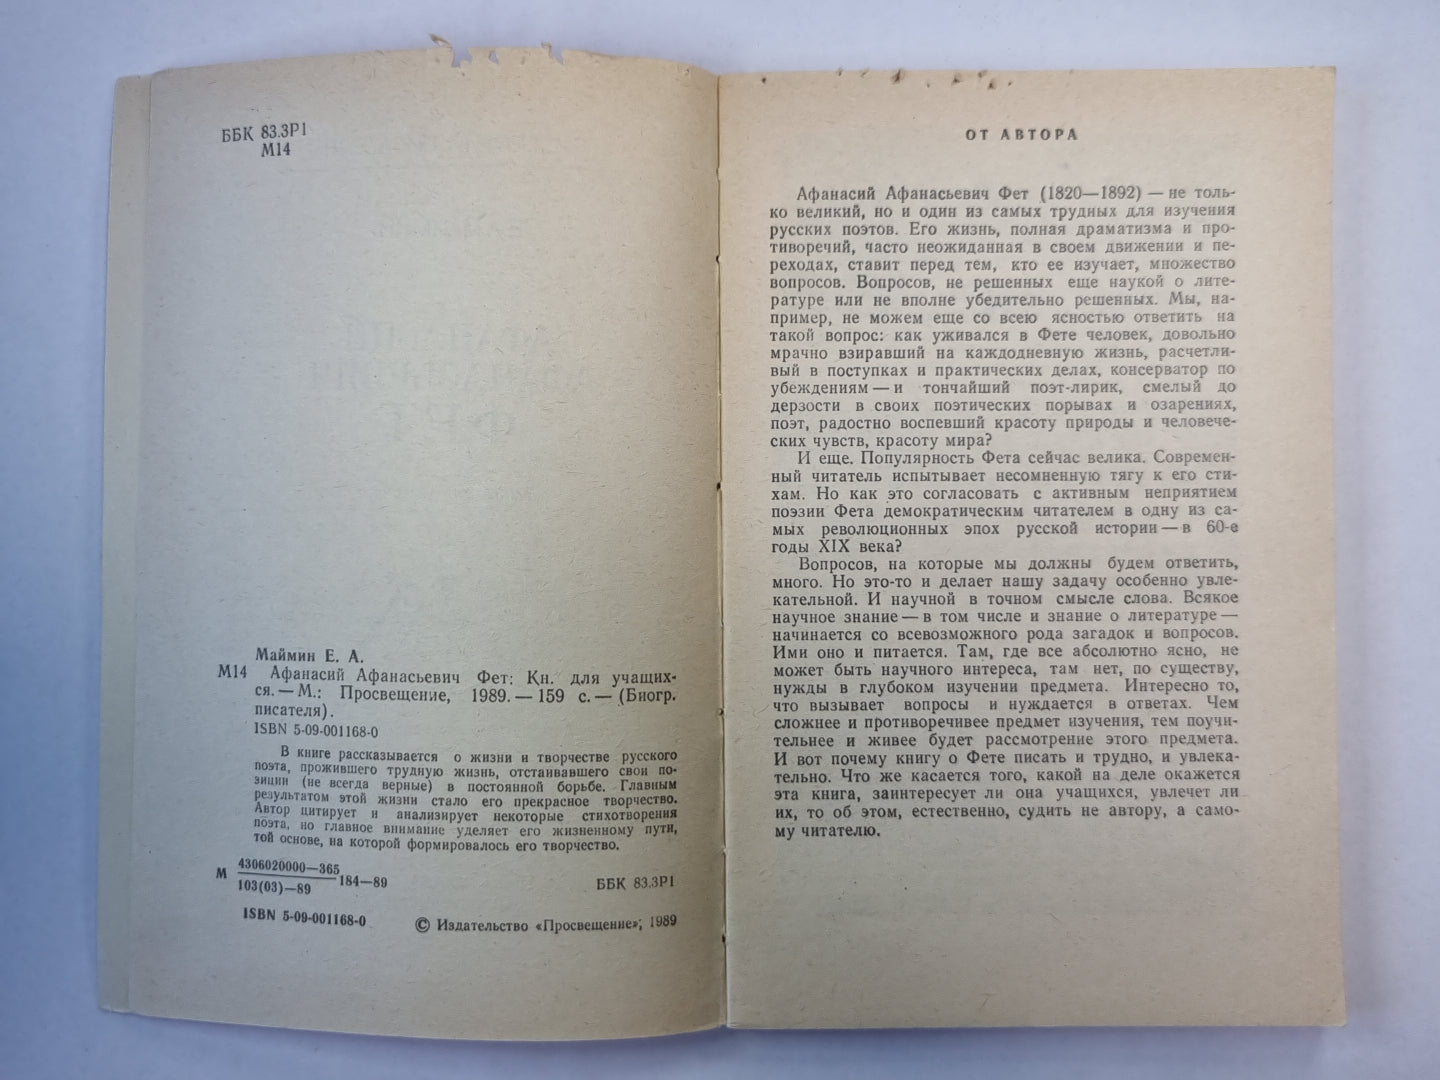 ББК 83.3Р1
М14
Маймин Е. А.
М14 Афанасий Афанасьевич Фет: Кн. для учащих-
ся. — М.: Просвещение, 1989. — 159 с. — (Биогр.
писателя).
ISBN 5-09-001168-0
В книге рассказывается о жизни и творчестве русского
поэта, прожившего трудную жизнь, отстаивавшего свои по-
зиции (не всегда верные) в постоянной борьбе. Главным
результатом этой жизни стало его прекрасное творчество.
Автор цитирует и анализирует некоторые стихотворения
поэта, но главное внимание уделяет его жизненному пути,
той основе, на которой формировалось его творчество.
М 4306020000—365
103(03)—89 184—89
ББК 83.3Р1
ISBN 5-09-001168-0
© Издательство «Просвещение», 1989
ОТ АВТОРА
Афанасий Афанасьевич Фет (1820—1892) — не толь-
ко великий, но и один из самых трудных для изучения
русских поэтов. Его жизнь, полная драматизма и про-
тиворечий, часто неожиданная в своем движении и пе-
реходах, ставит перед тем, кто ее изучает, множество
вопросов. Вопросов, не решенных еще наукой о лите-
ратуре или не вполне убедительно решенных. Мы, на-
пример, не можем еще со всею ясностью ответить на
такой вопрос: как уживался в Фете человек, довольно
мрачно взиравший на каждодневную жизнь, расчетли-
вый в поступках и практических делах, консерватор по
убеждениям — и тончайший поэт-лирик, смелый до
дерзости в своих поэтических порывах и озарениях,
поэт, радостно воспевший красоту природы и человече-
ских чувств, красоту мира?
И еще. Популярность Фета сейчас велика. Современ-
ный читатель испытывает несомненную тягу к его сти-
хам. Но как это согласовать с активным неприятием
поэзии Фета демократическим читателем в одну из са-
мых революционных эпох русской истории — в 60-е
годы XIX века?
Вопросов, на которые мы должны будем ответить,
много. Но это-то и делает нашу задачу особенно увле-
кательной. И научной в точном смысле слова. Всякое
научное знание — в том числе и знание о литературе —
начинается со всевозможного рода загадок и вопросов.
Ими оно и питается. Там, где все абсолютно ясно, не
может быть научного интереса, там нет, по существу,
нужды в глубоком изучении предмета. Интересно то,
что вызывает вопросы и нуждается в ответах. Чем
сложнее и противоречивее предмет изучения, тем поучи-
тельнее и живее будет рассмотрение этого предмета.
И вот почему книгу о Фете писать и трудно, и увлека-
тельно. Что же касается того, какой на деле окажется
эта книга, заинтересует ли она учащихся, увлечет ли
их, то об этом, естественно, судить не автору, а само-
му читателю.